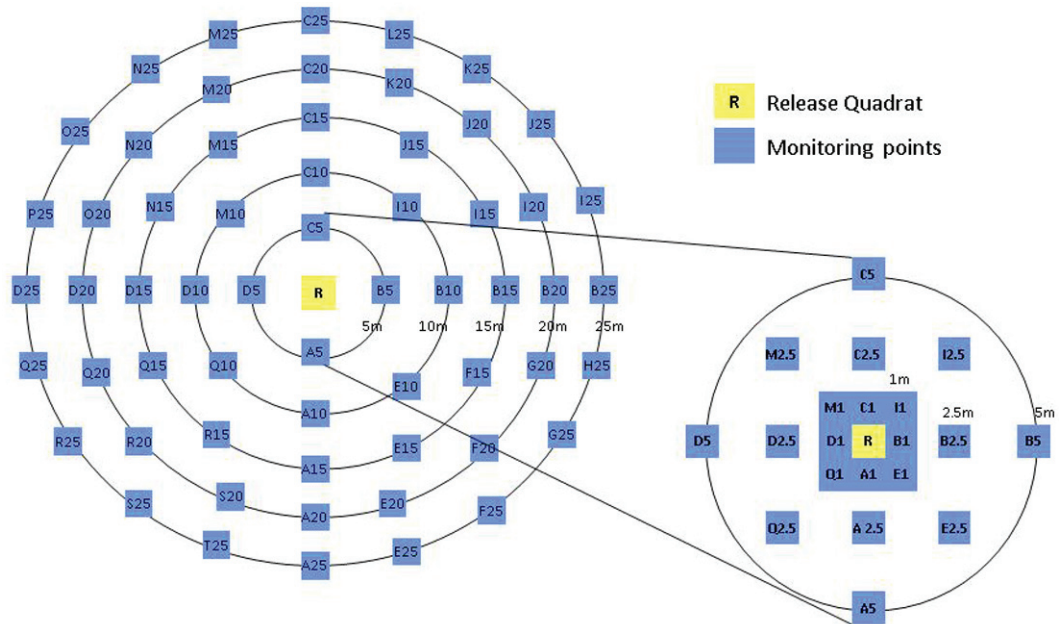 C25
M25
L25
N25
C20
K25
M20
K20
O25
N20
C15
J20
J25
M15
J15
P25
O20
N15
M10
C10
I10
I15
I20
I25
C5
D25
D20
D15
D10
D5
R
B5
B10
B15
B20
B25
5m
10m
15m
20m
25m
A5
Q25
Q20
Q15
Q10
E10
F15
G20
H25
A10
R25
R20
R15
A15
E15
F20
G25
S25
S20
A20
E20
F25
T25
A25
E25
R Release Quadrat
Monitoring points
C5
M2.5 C2.5 I2.5
1m
M1 C1 I1
2.5m
5m
D5 D2.5 D1 R B1 B2.5 B5
Q1 A1 E1
Q2.5 A 2.5 E2.5
A5